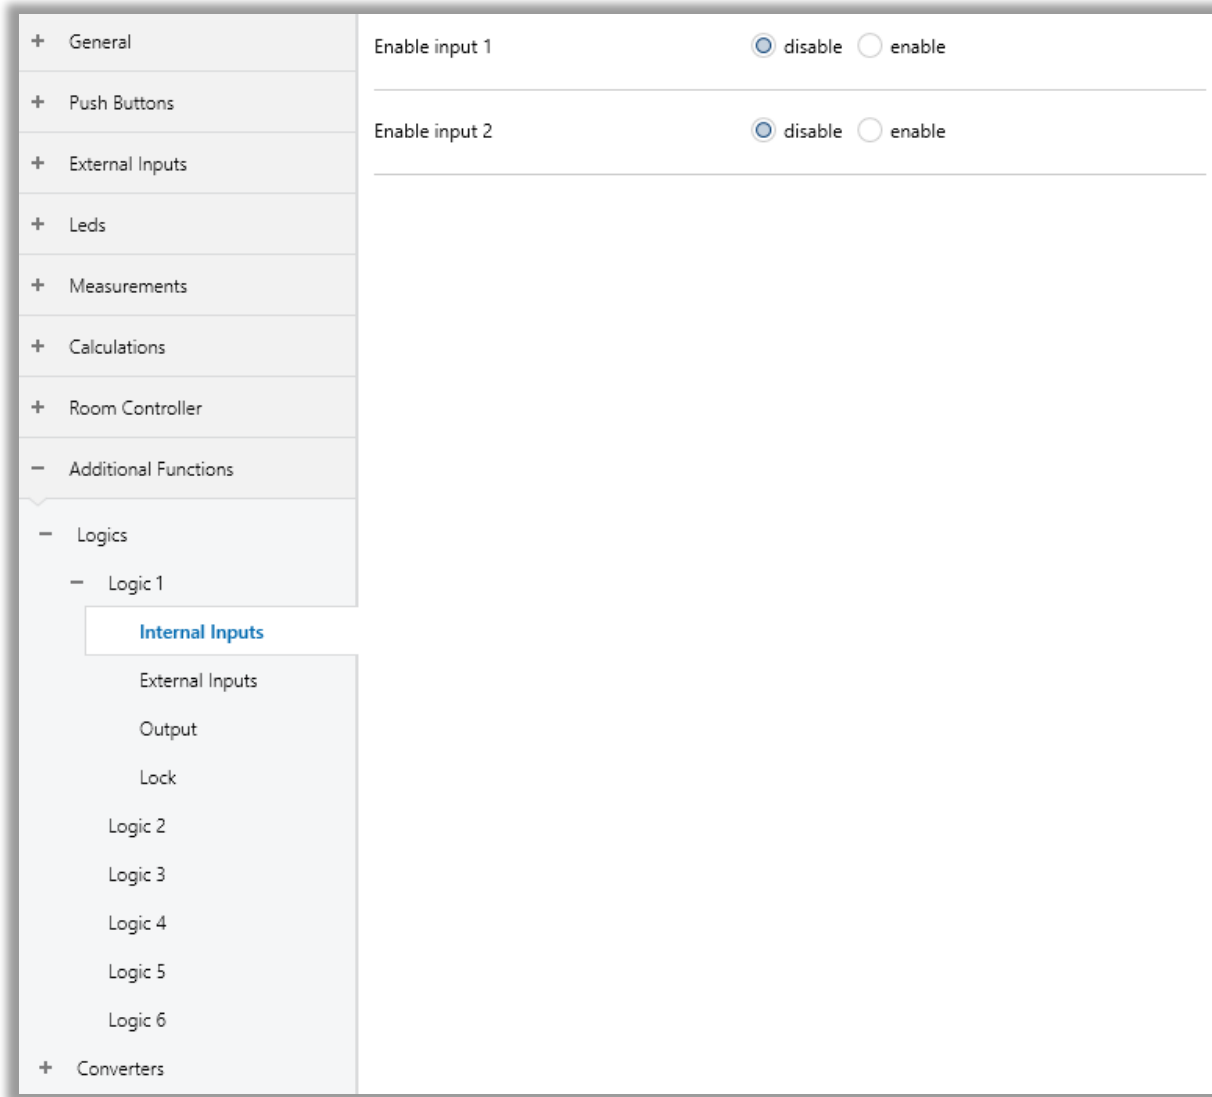 General
Push Buttons
External Inputs
Leds
Measurements
Calculations
Room Controller
Additional Functions
Logics
Logic 1
Internal Inputs
External Inputs
Output
Lock
Logic 2
Logic 3
Logic 4
Logic 5
Logic 6
Converters
Enable input 1 disable enable
Enable input 2 disable enable